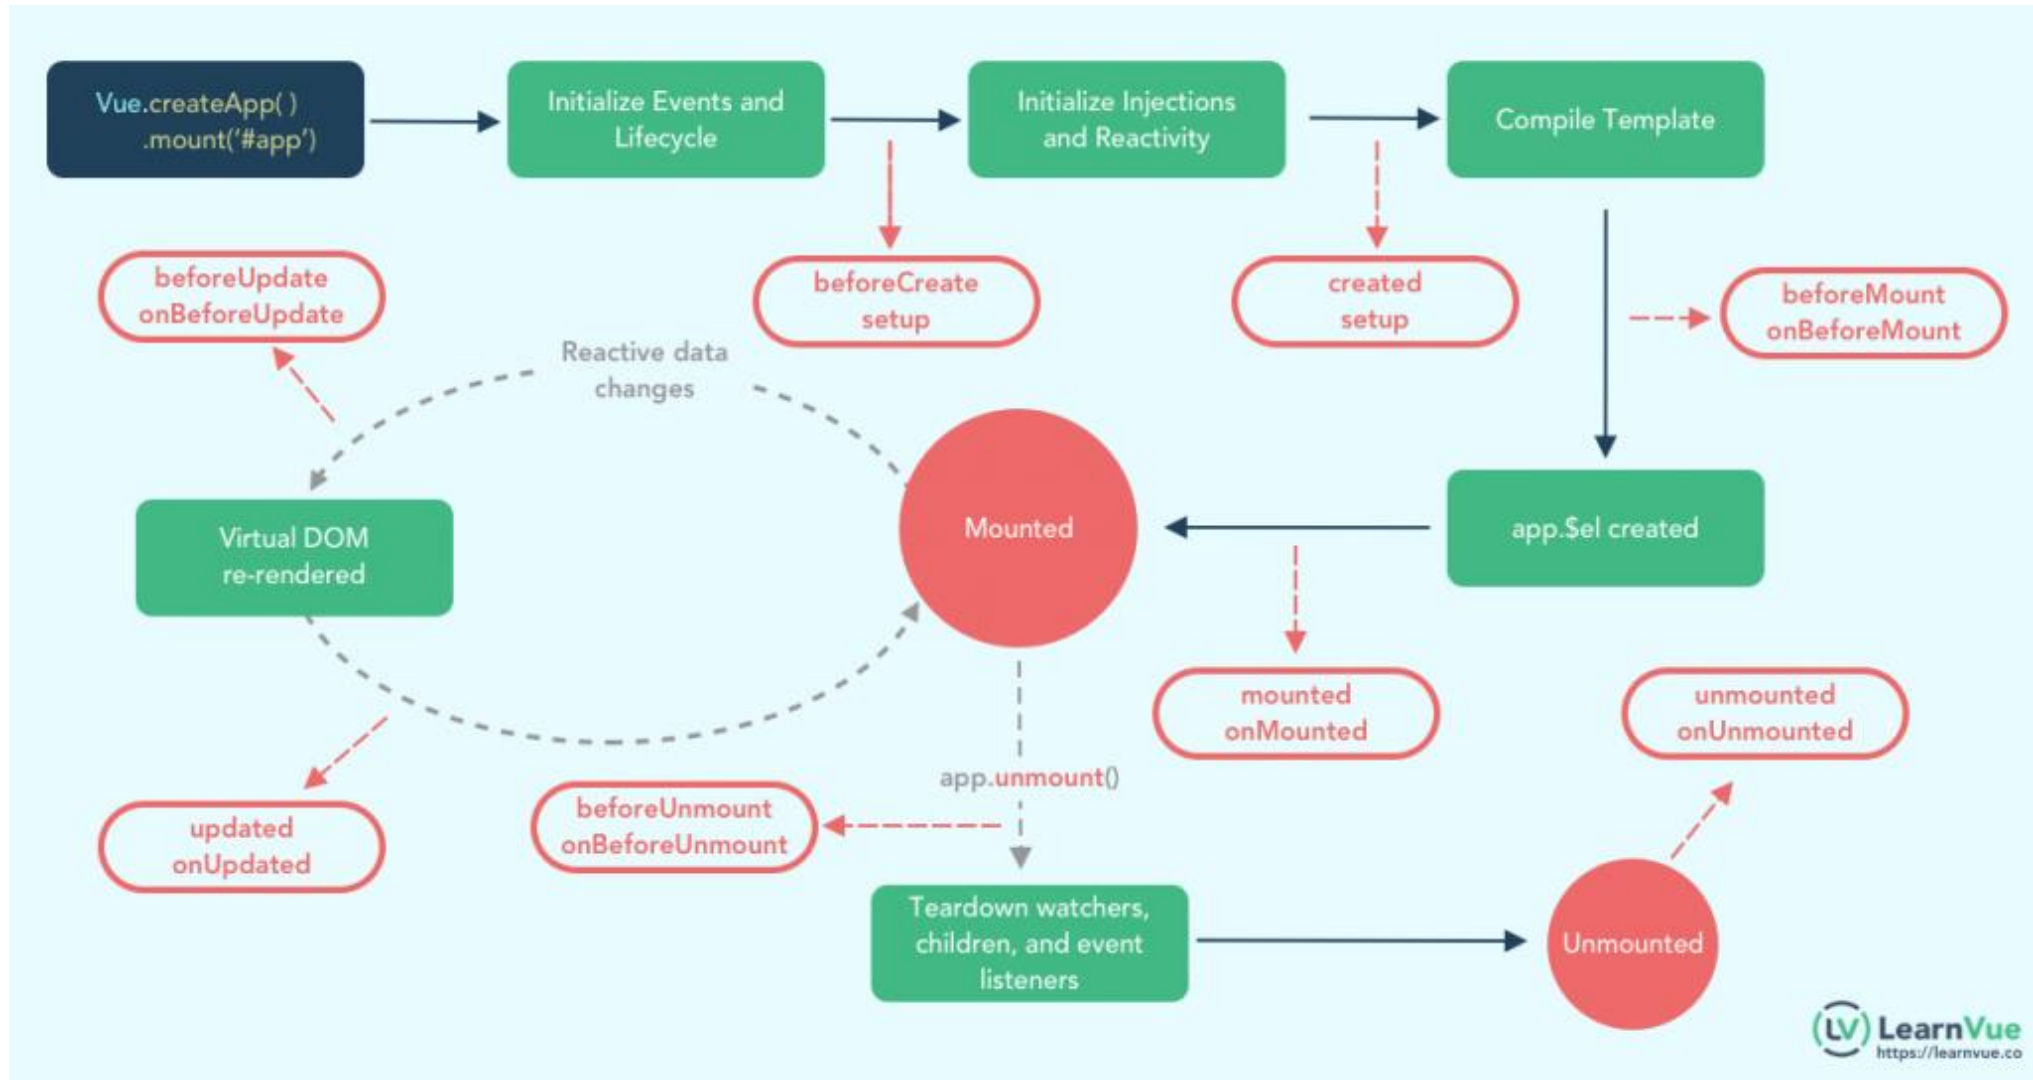 Vue.createApp( )
.mount('#app')
Initialize Events and
Lifecycle
Initialize Injections
and Reactivity
Compile Template
beforeUpdate
onBeforeUpdate
beforeCreate
setup
created
setup
beforeMount
onBeforeMount
Reactive data
changes
Virtual DOM
re-rendered
Mounted
app.$el created
mounted
onMounted
unmounted
onUnmounted
app.unmount()
updated
onUpdated
beforeUnmount
onBeforeUnmount
Teardown watchers,
children, and event
listeners
Unmounted
LV LearnVue
https://learnvue.co